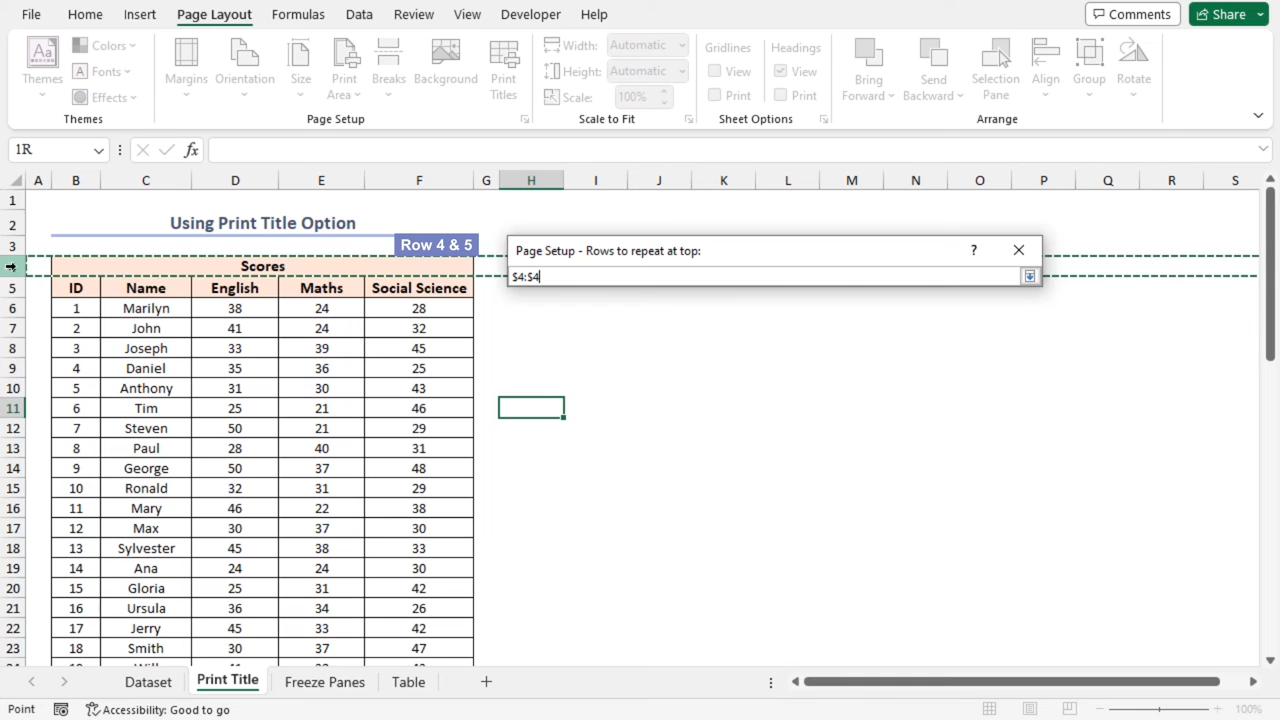 File Home Insert Page Layout Formulas Data Review View Developer Help Comments Share
Themes Colors Fonts Effects
Margins Orientation Size Print Area Breaks Background Print Titles
Width: Automatic
Height: Automatic
Scale: 100%
Gridlines Headings
View View
Print Print
Bring Forward Send Backward Selection Pane Align Group Rotate
Themes Page Setup Scale to Fit Sheet Options Arrange
1R fx
A B C D E F G H I J K L M N O P Q R S
1
2 Using Print Title Option
3 Row 4 & 5
Page Setup - Rows to repeat at top: ?
$4:$4
Scores
5 ID Name English Maths Social Science
6 1 Marilyn 38 24 28
7 2 John 41 24 32
8 3 Joseph 33 39 45
9 4 Daniel 35 36 25
10 5 Anthony 31 30 43
11 6 Tim 25 21 46
12 7 Steven 50 21 29
13 8 Paul 28 40 31
14 9 George 50 37 48
15 10 Ronald 32 31 29
16 11 Mary 46 22 38
17 12 Max 30 37 30
18 13 Sylvester 45 38 33
19 14 Ana 24 24 30
20 15 Gloria 25 31 42
21 16 Ursula 36 34 26
22 17 Jerry 45 33 42
23 18 Smith 30 37 47
Dataset Print Title Freeze Panes Table
Point Accessibility: Good to go 100%